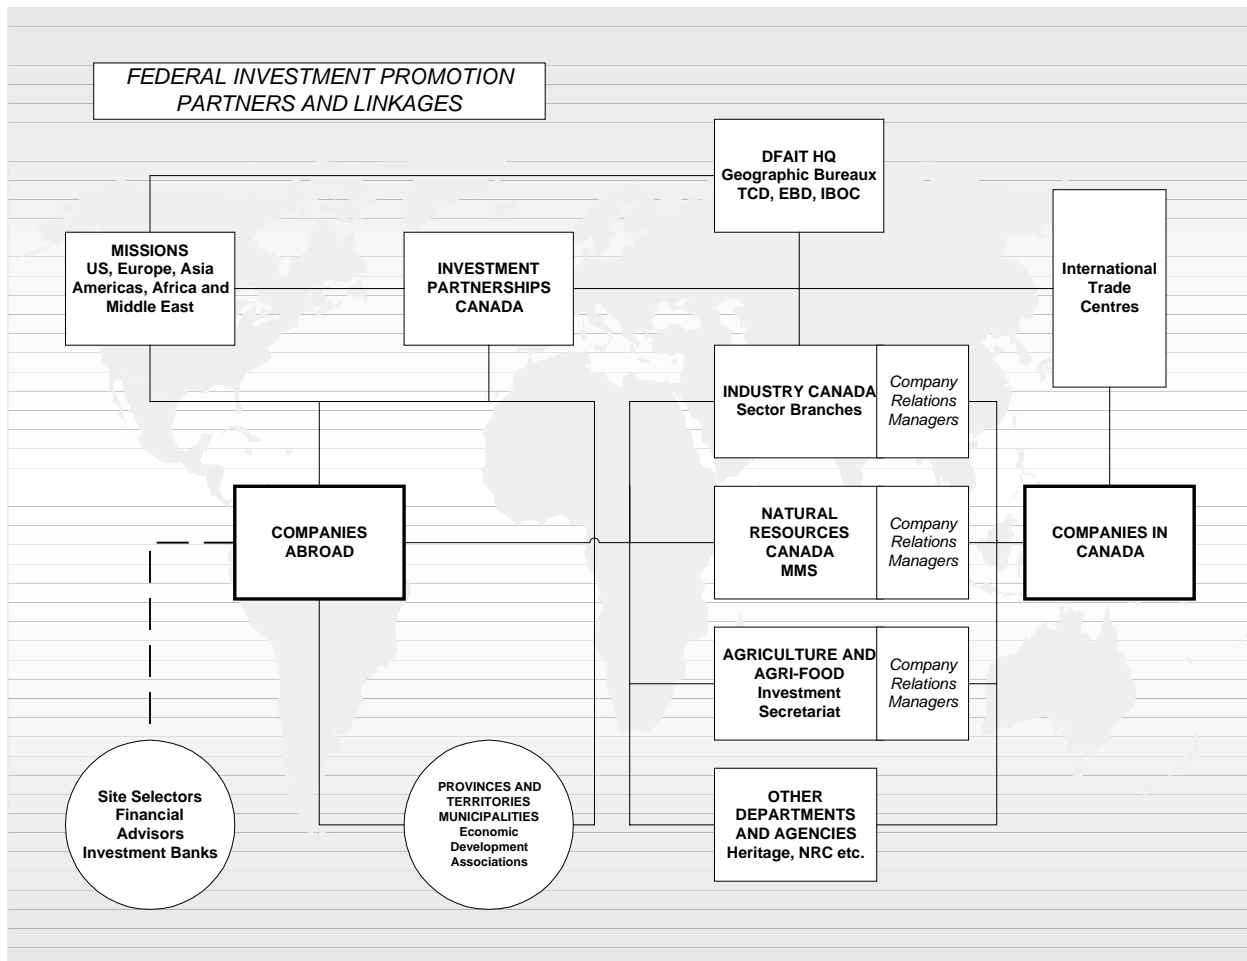 FEDERAL INVESTMENT PROMOTION
PARTNERS AND LINKAGES
DFAIT HQ
Geographic Bureaux
TCD, EBD, IBOC
MISSIONS
US, Europe, Asia
Americas, Africa and
Middle East
INVESTMENT
PARTNERSHIPS
CANADA
International
Trade
Centres
INDUSTRY CANADA
Sector Branches
Company
Relations
Managers
COMPANIES
ABROAD
NATURAL
RESOURCES
CANADA
MMS
Company
Relations
Managers
COMPANIES IN
CANADA
AGRICULTURE AND
AGRI-FOOD
Investment
Secretariat
Company
Relations
Managers
Site Selectors
Financial
Advisors
Investment Banks
PROVINCES AND
TERRITORIES
MUNICIPALITIES
Economic
Development
Associations
OTHER
DEPARTMENTS
AND AGENCIES
Heritage, NRC etc.